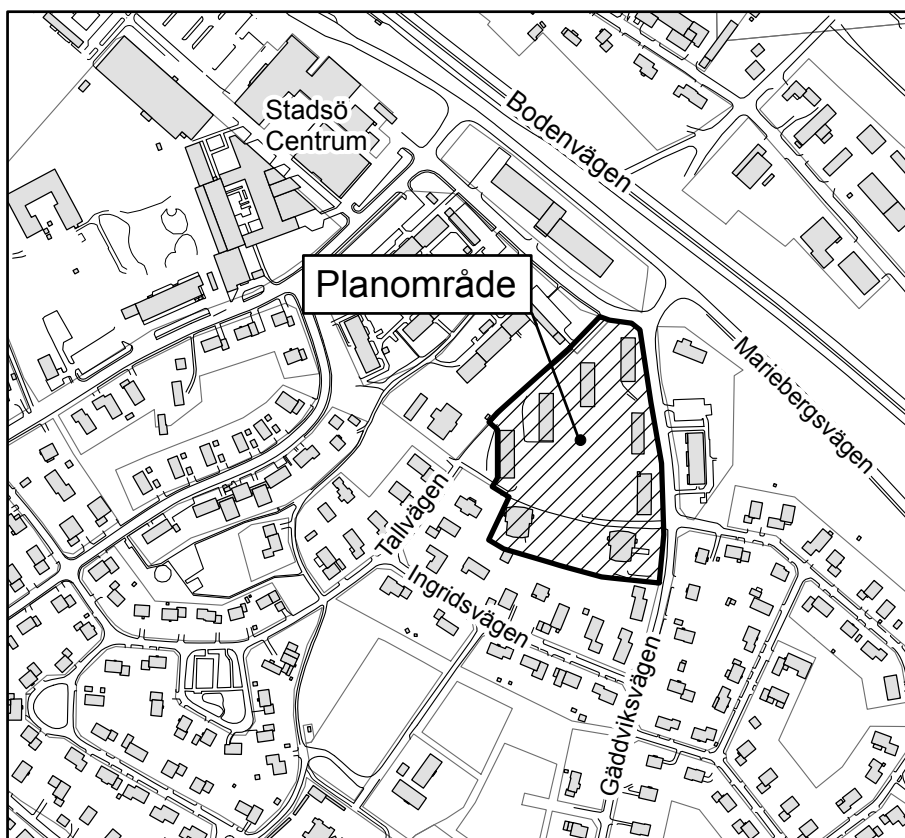 Stadsö
Centrum
Bodenvägen
Planområde
Mariebergsvägen
Tallvägen
Ingridsvägen
Gäddviksvägen